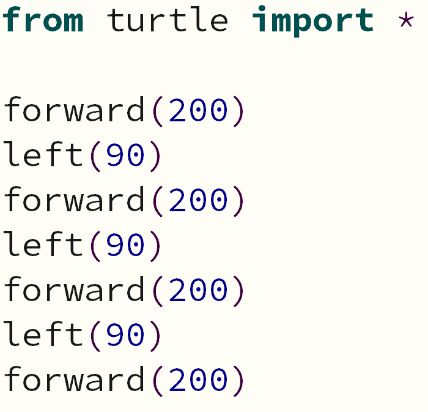 from turtle import *
forward(200)
left(90)
forward(200)
left(90)
forward(200)
left(90)
forward(200)